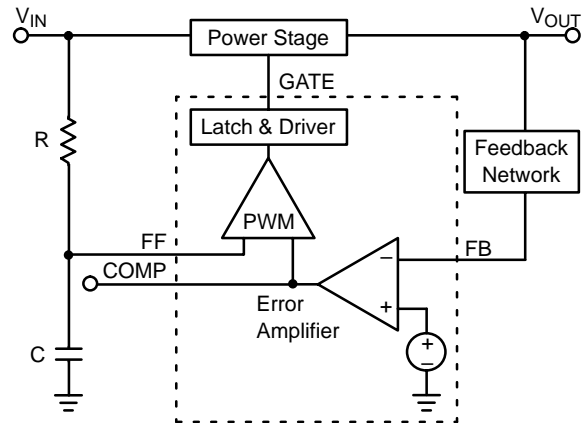 VIN
VOUT
Power Stage
GATE
Latch & Driver
R
Feedback
Network
PWM
FF
FB
COMP
−
+
Error
Amplifier
+
−
C